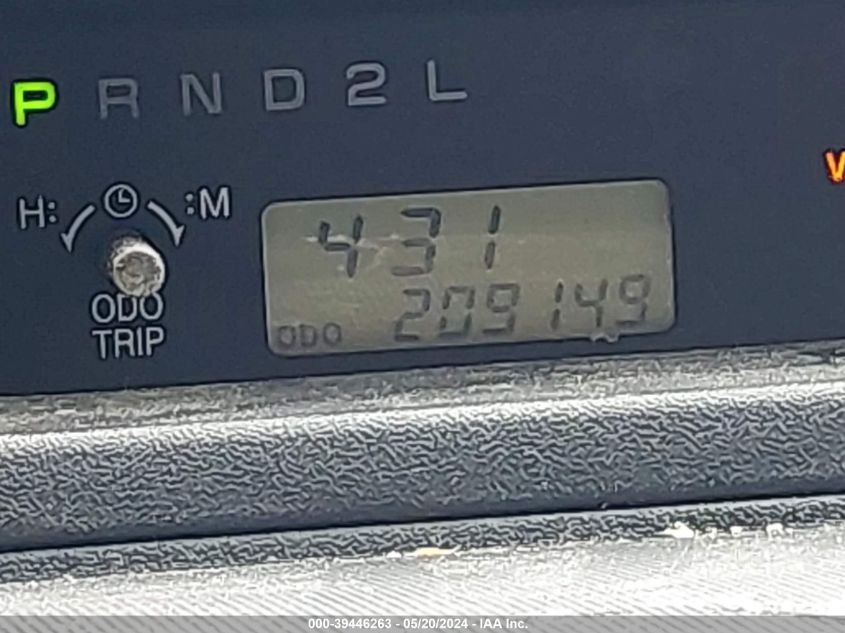 P R N D 2 L
H: :M
ODO
TRIP
431
ODO 209149
000-39446263 - 05/20/2024 - IAA Inc.